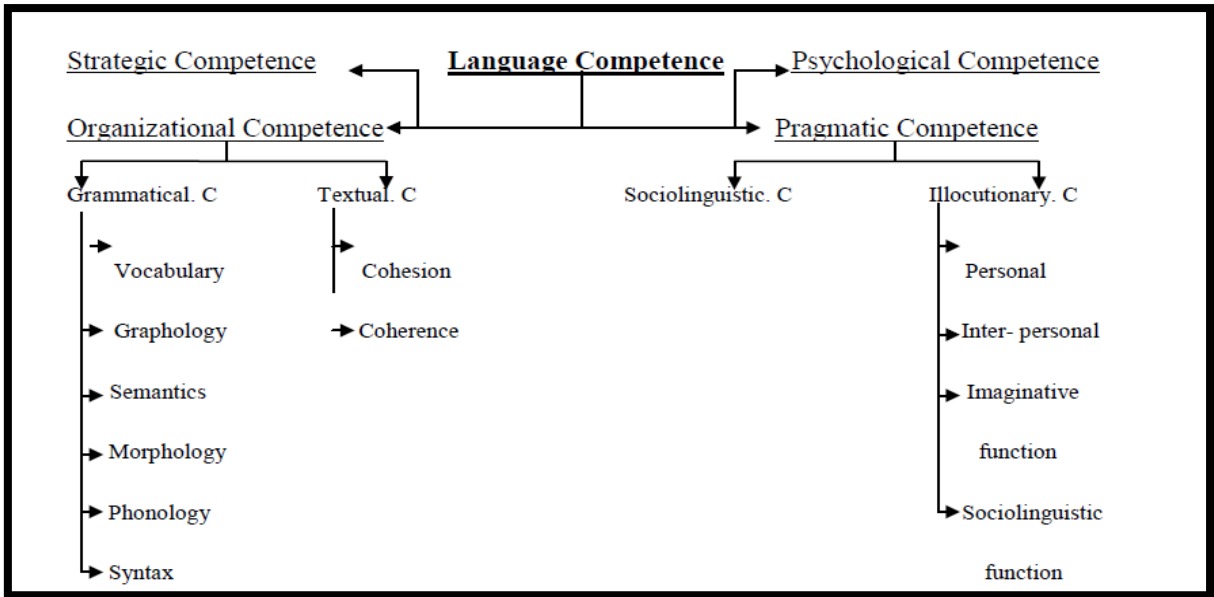 Strategic Competence Language Competence Psychological Competence
Organizational Competence Pragmatic Competence
Grammatical. C Textual. C Sociolinguistic. C Illocutionary. C
Vocabulary Cohesion Personal
Graphology Coherence Inter- personal
Semantics Imaginative
Morphology function
Phonology Sociolinguistic
Syntax function